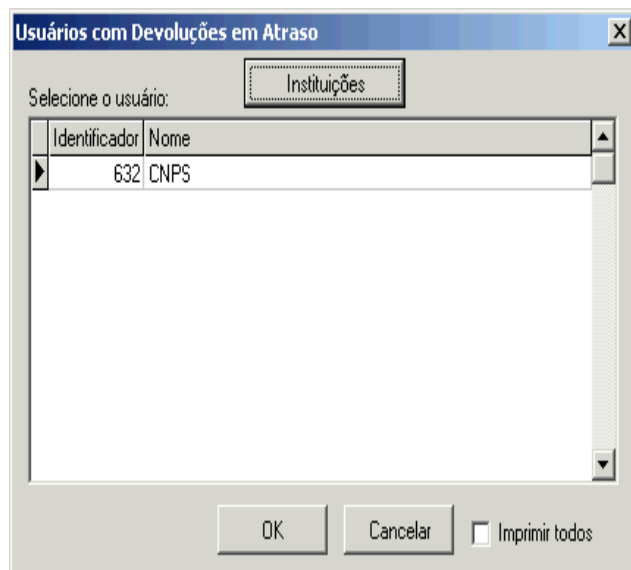 Usuários com Devoluções em Atraso
Instituições
Selecione o usuário:
Identificador Nome
632 CNPS
OK Cancelar Imprimir todos